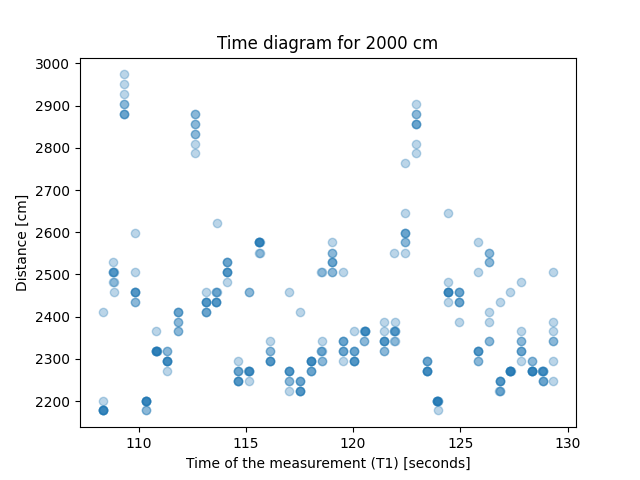 Time diagram for 2000 cm
3000
2900
2800
2700
2600
2500
2400
2300
2200
Distance [cm]
110 115 120 125 130
Time of the measurement (T1) [seconds]